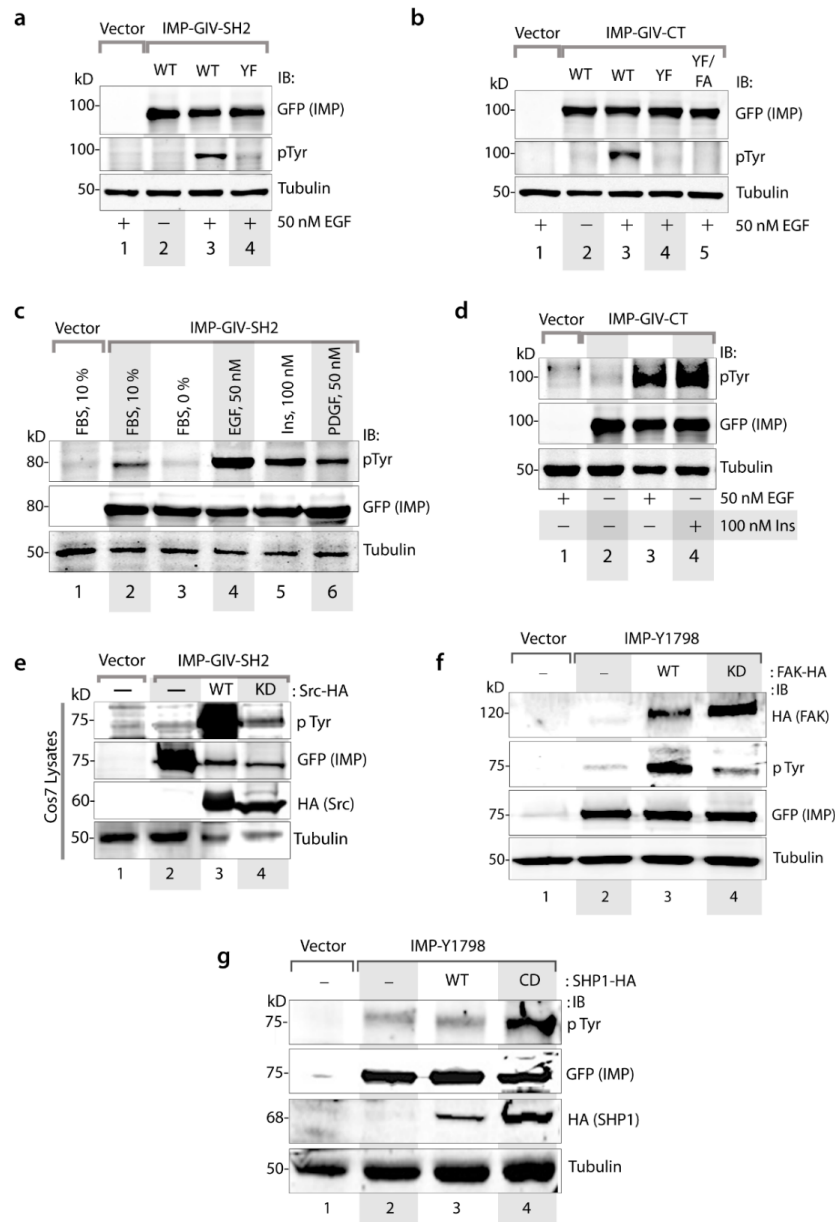 a
Vector IMP-GIV-SH2
kD WT WT YF IB:
100 GFP (IMP)
100 pTyr
50 Tubulin
+ − + + 50 nM EGF
1 2 3 4
b
Vector IMP-GIV-CT
kD WT WT YF YF/ FA IB:
100 GFP (IMP)
100 pTyr
50 Tubulin
+ − + + + 50 nM EGF
1 2 3 4 5
c
Vector IMP-GIV-SH2
kD FBS, 10 % FBS, 10 % FBS, 0 % EGF, 50 nM Ins, 100 nM PDGF, 50 nM IB:
80 pTyr
80 GFP (IMP)
50 Tubulin
1 2 3 4 5 6
d
Vector IMP-GIV-CT
kD IB:
100 pTyr
100 GFP (IMP)
50 Tubulin
+ − + − 50 nM EGF
− − − + 100 nM Ins
1 2 3 4
e
Vector IMP-GIV-SH2
kD — — WT KD : Src-HA
Cos7 Lysates
75 p Tyr
75 GFP (IMP)
60 HA (Src)
50 Tubulin
1 2 3 4
f
IMP-Y1798
Vector
− − WT KD : FAK-HA
kD : IB
120 HA (FAK)
75 p Tyr
75 GFP (IMP)
50 Tubulin
1 2 3 4
g
Vector IMP-Y1798
− − WT CD : SHP1-HA
kD : IB
75 p Tyr
75 GFP (IMP)
68 HA (SHP1)
50 Tubulin
1 2 3 4